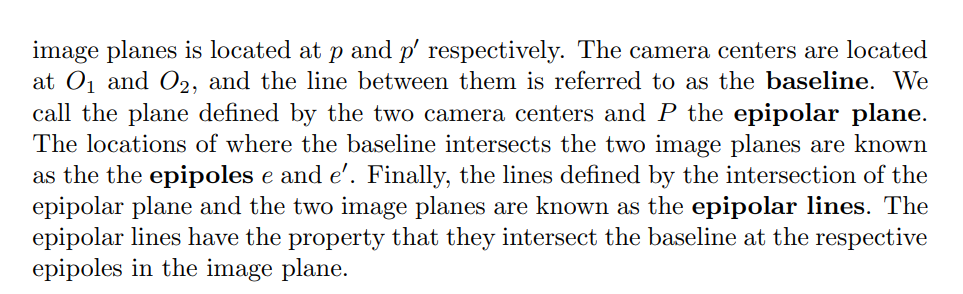 image planes is located at p and p′ respectively. The camera centers are located
at O₁ and O₂, and the line between them is referred to as the baseline. We
call the plane defined by the two camera centers and P the epipolar plane.
The locations of where the baseline intersects the two image planes are known
as the the epipoles e and e′. Finally, the lines defined by the intersection of the
epipolar plane and the two image planes are known as the epipolar lines. The
epipolar lines have the property that they intersect the baseline at the respective
epipoles in the image plane.